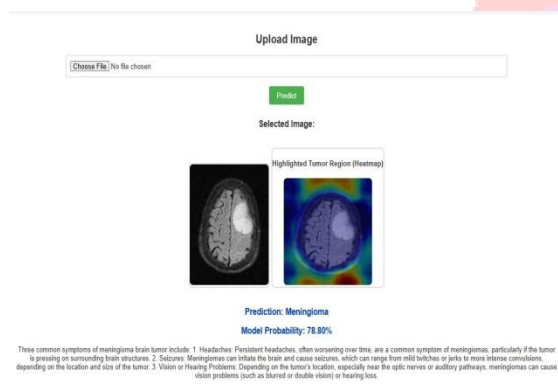 Upload Image
Choose File No file chosen
Predict
Selected Image:
Highlighted Tumor Region (Heatmap)
Prediction: Meningioma
Model Probability: 78.80%
Three common symptoms of meningioma brain tumor include: 1. Headaches: Persistent headaches, often worsening over time, are a common symptom of meningiomas, particularly if the tumor
is pressing on surrounding brain structures. 2. Seizures: Meningiomas can irritate the brain and cause seizures, which can range from mild twitches or jerks to more intense convulsions,
depending on the location and size of the tumor. 3. Vision or Hearing Problems: Depending on the tumor's location, especially near the optic nerves or auditory pathways, meningiomas can cause
vision problems (such as blurred or double vision) or hearing loss.